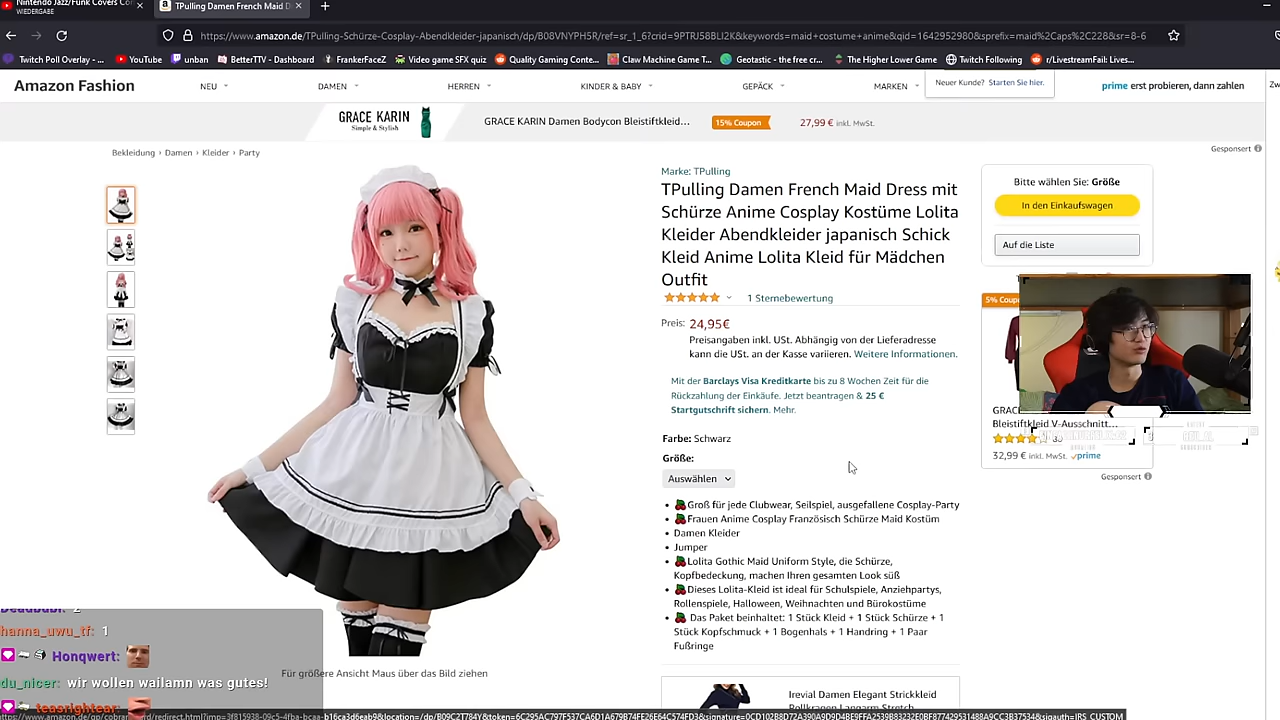 Nintendo Jazz/Funk Covers Con
WIEDERGABE
TPulling Damen French Maid D
https://www.amazon.de/TPulling-Schürze-Cosplay-Abendkleider-japanisch/dp/B08VNYPH5R/ref=sr_1_6?crid=9PTRJ58BLI2K&keywords=maid+costume+anime&qid=1642952980&sprefix=maid%2Caps%2C228&sr=8-6
Twitch Poll Overlay - ...
YouTube
unban
BetterTTV - Dashboard
FrankerFaceZ
Video game SFX quiz
Quality Gaming Conte...
Claw Machine Game T...
Geotastic - the free cr...
The Higher Lower Game
Twitch Following
r/LivestreamFail: Lives...
Amazon Fashion
NEU
DAMEN
HERREN
KINDER & BABY
GEPÄCK
MARKEN
Neuer Kunde? Starten Sie hier.
prime erst probieren, dann zahlen
GRACE KARIN
Simple & Stylish
GRACE KARIN Damen Bodycon Bleistiftkleid...
15% Coupon
27,99 € inkl. MwSt.
Gesponsert
Bekleidung › Damen › Kleider › Party
Marke: TPulling
TPulling Damen French Maid Dress mit
Schürze Anime Cosplay Kostüme Lolita
Kleider Abendkleider japanisch Schick
Kleid Anime Lolita Kleid für Mädchen
Outfit
1 Sternebewertung
Preis: 24,95€
Preisangaben inkl. USt. Abhängig von der Lieferadresse
kann die USt. an der Kasse variieren. Weitere Informationen.
Mit der Barclays Visa Kreditkarte bis zu 8 Wochen Zeit für die
Rückzahlung der Einkäufe. Jetzt beantragen & 25 €
Startgutschrift sichern. Mehr.
Farbe: Schwarz
Größe:
Auswählen
Groß für jede Clubwear, Seilspiel, ausgefallene Cosplay-Party
Frauen Anime Cosplay Französisch Schürze Maid Kostüm
Damen Kleider
Jumper
Lolita Gothic Maid Uniform Style, die Schürze,
Kopfbedeckung, machen Ihren gesamten Look süß
Dieses Lolita-Kleid ist ideal für Schulspiele, Anziehpartys,
Rollenspiele, Halloween, Weihnachten und Bürokostüme
Das Paket beinhaltet: 1 Stück Kleid + 1 Stück Schürze + 1
Stück Kopfschmuck + 1 Bogenhals + 1 Handring + 1 Paar
Fußringe
Irevial Damen Elegant Strickkleid
Rollkragen Langarm Stretch
Bitte wählen Sie: Größe
In den Einkaufswagen
Auf die Liste
5% Coupo
GRAC
Bleistiftkleid V-Ausschnitt...
32,99 € inkl. MwSt. prime
Gesponsert
Für größere Ansicht Maus über das Bild ziehen
hanna_uwu_tf: 1
Honqwert:
du_nicer: wir wollen wailamn was gutes!
teasrightear: